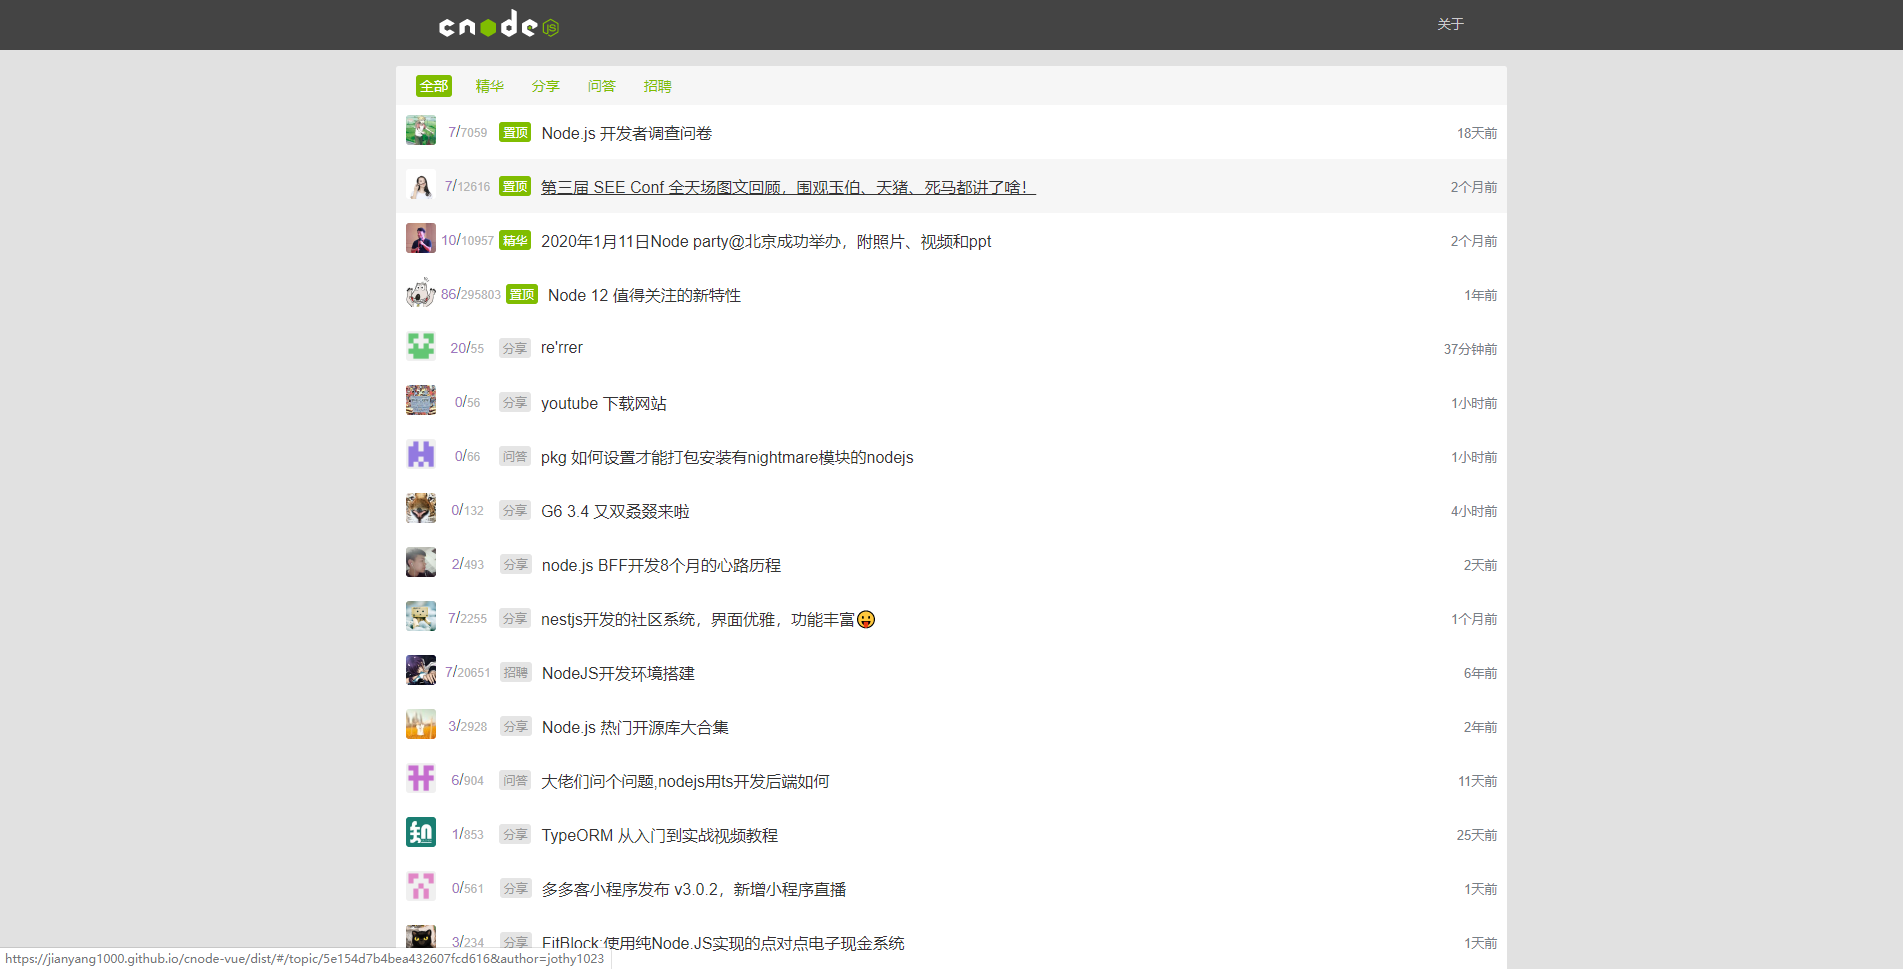 cnode JS
关于
全部 精华 分享 问答 招聘
7/7059 置顶 Node.js 开发者调查问卷 18天前
7/12616 置顶 第三届 SEE Conf 全天场图文回顾，围观玉伯、天猪、死马都讲了啥！ 2个月前
10/10957 精华 2020年1月11日Node party@北京成功举办，附照片、视频和ppt 2个月前
86/295803 置顶 Node 12 值得关注的新特性 1年前
20/55 分享 re'rrer 37分钟前
0/56 分享 youtube 下载网站 1小时前
0/66 问答 pkg 如何设置才能打包安装有nightmare模块的nodejs 1小时前
0/132 分享 G6 3.4 又双叒叕来啦 4小时前
2/493 分享 node.js BFF开发8个月的心路历程 2天前
7/2255 分享 nestjs开发的社区系统，界面优雅，功能丰富😛 1个月前
7/20651 招聘 NodeJS开发环境搭建 6年前
3/2928 分享 Node.js 热门开源库大合集 2年前
6/904 问答 大佬们问个问题,nodejs用ts开发后端如何 11天前
知
1/853 分享 TypeORM 从入门到实战视频教程 25天前
0/561 分享 多多客小程序发布 v3.0.2，新增小程序直播 1天前
3/234 分享 FitBlock:使用纯Node.JS实现的点对点电子现金系统 1天前
https://jianyang1000.github.io/cnode-vue/dist/#/topic/5e154d7b4bea432607fcd616&author=jothy1023